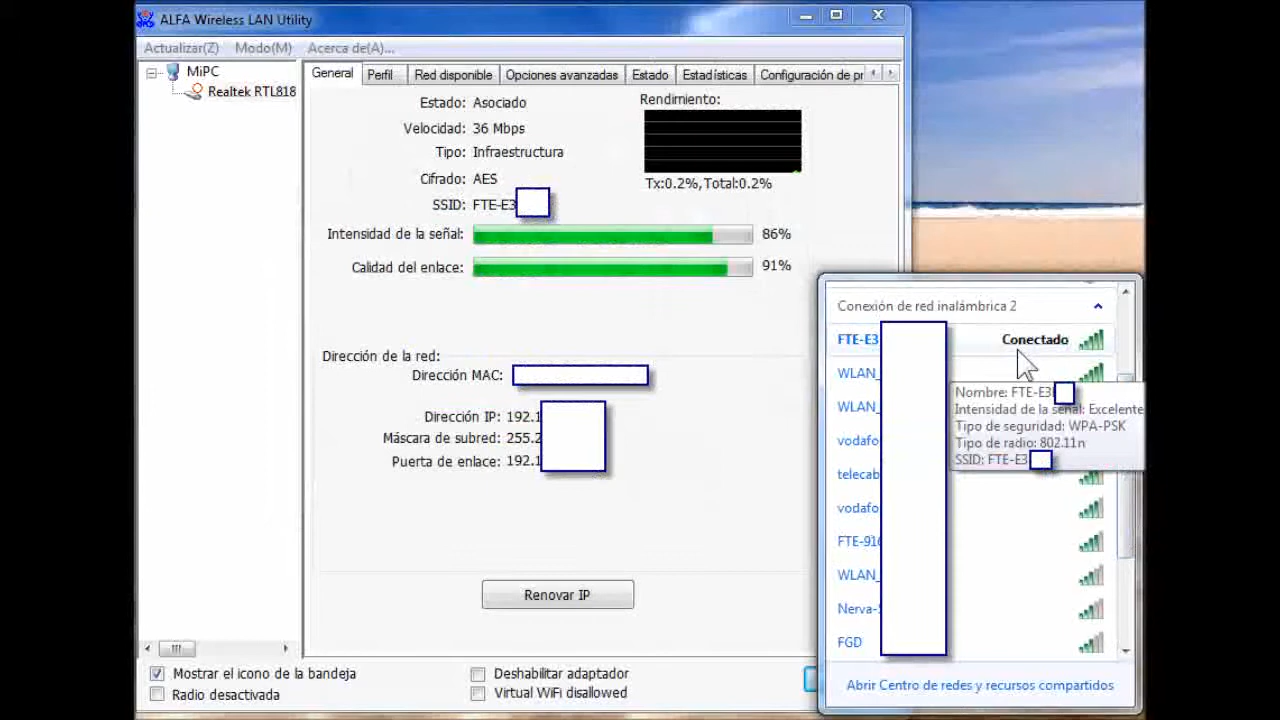 ALFA Wireless LAN Utility
Actualizar(Z) Modo(M) Acerca de(A)...
MiPC
Realtek RTL818
General Perfil Red disponible Opciones avanzadas Estado Estadísticas Configuración de pr
Estado: Asociado
Velocidad: 36 Mbps
Tipo: Infraestructura
Cifrado: AES
SSID: FTE-E3
Rendimiento:
Tx:0.2%,Total:0.2%
Intensidad de la señal: 86%
Calidad del enlace: 91%
Dirección de la red:
Dirección MAC:
Dirección IP: 192.1
Máscara de subred: 255.2
Puerta de enlace: 192.1
Renovar IP
Mostrar el icono de la bandeja
Radio desactivada
Deshabilitar adaptador
Virtual WiFi disallowed
Conexión de red inalámbrica 2
FTE-E3 Conectado
WLAN_
WLAN_
vodafo
telecab
vodafo
FTE-916
WLAN_
Nerva-
FGD
Nombre: FTE-E3
Intensidad de la señal: Excelente
Tipo de seguridad: WPA-PSK
Tipo de radio: 802.11n
SSID: FTE-E3
Abrir Centro de redes y recursos compartidos